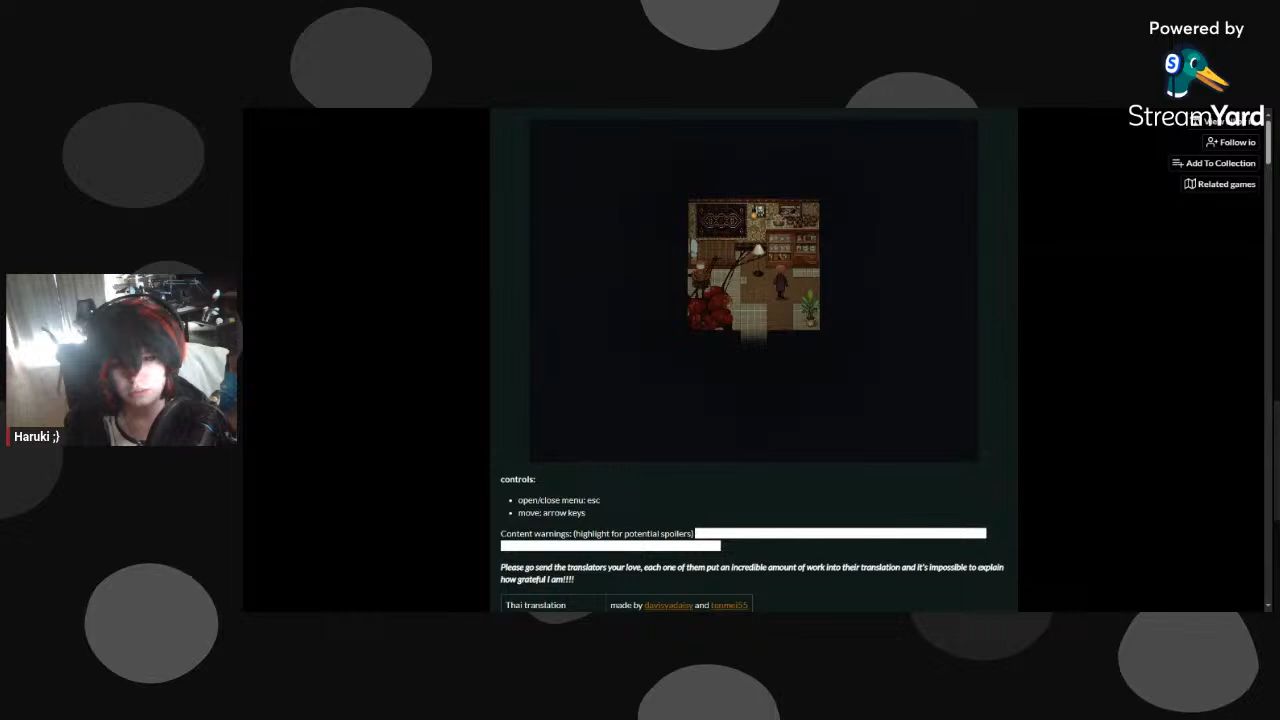 Powered by
StreamYard
Follow io
Add To Collection
Related games
Haruki ;}
controls:
open/close menu: esc
move: arrow keys
Content warnings: (highlight for potential spoilers)
Please go send the translators your love, each one of them put an incredible amount of work into their translation and it's impossible to explain
how grateful I am!!!!
Thai translation
made by davisyadaisy and tonmei55